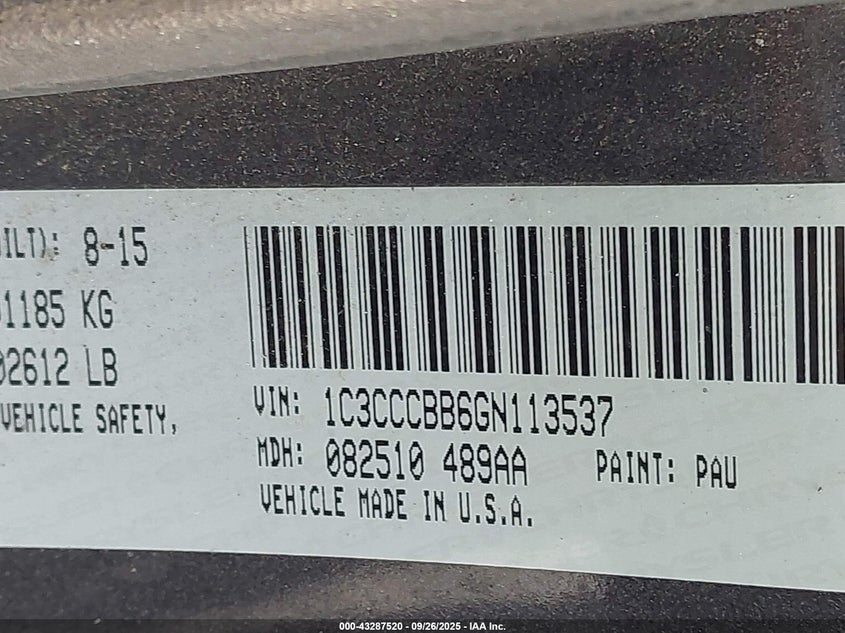 8-15
1185 KG
2612 LB
VEHICLE SAFETY,
VIN: 1C3CCCBB6GN113537
MDH: 082510 489AA PAINT: PAU
VEHICLE MADE IN U.S.A.
000-43287520 - 09/26/2025 - IAA Inc.